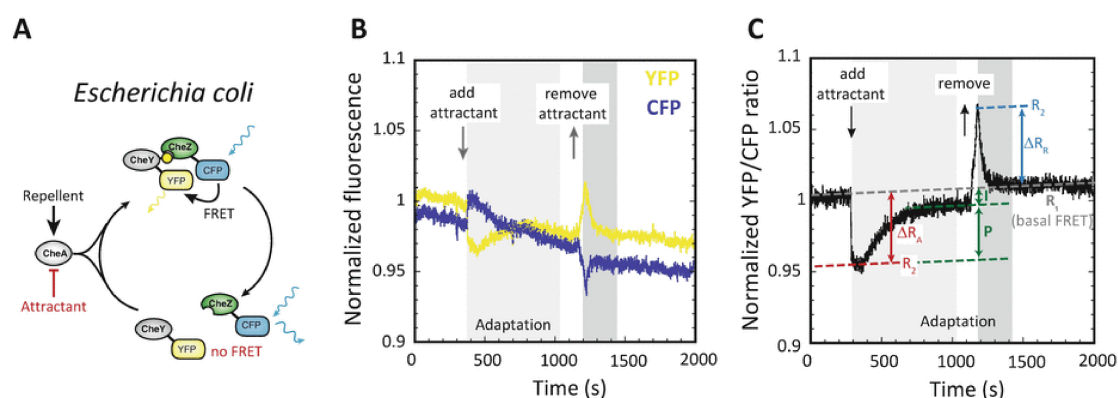 A
Escherichia coli
CheY
CheZ
YFP
CFP
FRET
Repellent
CheA
Attractant
CheZ
CheY
CFP
YFP
no FRET
B
Normalized fluorescence
1.1
1.05
1
0.95
0.9
add
attractant
remove
attractant
YFP
CFP
Adaptation
0
500
1000
1500
2000
Time (s)
C
Normalized YFP/CFP ratio
1.1
1.05
1
0.95
0.9
add
attractant
remove
R2
ΔRR
I
R1
(basal FRET)
ΔRA
P
R2
Adaptation
0
500
1000
1500
2000
Time (s)